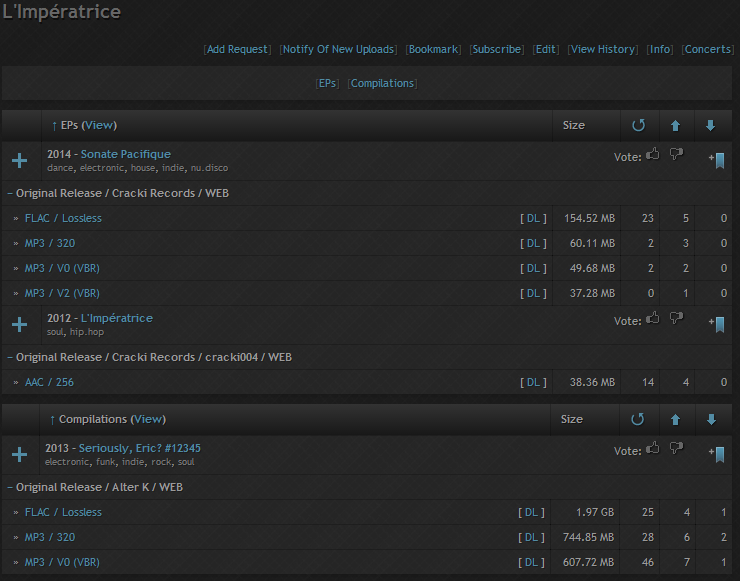 L'Impératrice
[Add Request] [Notify Of New Uploads] [Bookmark] [Subscribe] [Edit] [View History] [Info] [Concerts]
[EPs] [Compilations]
↑ EPs (View) Size
2014 - Sonate Pacifique Vote:
dance, electronic, house, indie, nu.disco
− Original Release / Cracki Records / WEB
» FLAC / Lossless [ DL ] 154.52 MB 23 5 0
» MP3 / 320 [ DL ] 60.11 MB 2 3 0
» MP3 / V0 (VBR) [ DL ] 49.68 MB 2 2 0
» MP3 / V2 (VBR) [ DL ] 37.28 MB 0 1 0
2012 - L'Impératrice Vote:
soul, hip.hop
− Original Release / Cracki Records / cracki004 / WEB
» AAC / 256 [ DL ] 38.36 MB 14 4 0
↑ Compilations (View) Size
2013 - Seriously, Eric? #12345 Vote:
electronic, funk, indie, rock, soul
− Original Release / Alter K / WEB
» FLAC / Lossless [ DL ] 1.97 GB 25 4 1
» MP3 / 320 [ DL ] 744.85 MB 28 6 2
» MP3 / V0 (VBR) [ DL ] 607.72 MB 46 7 1